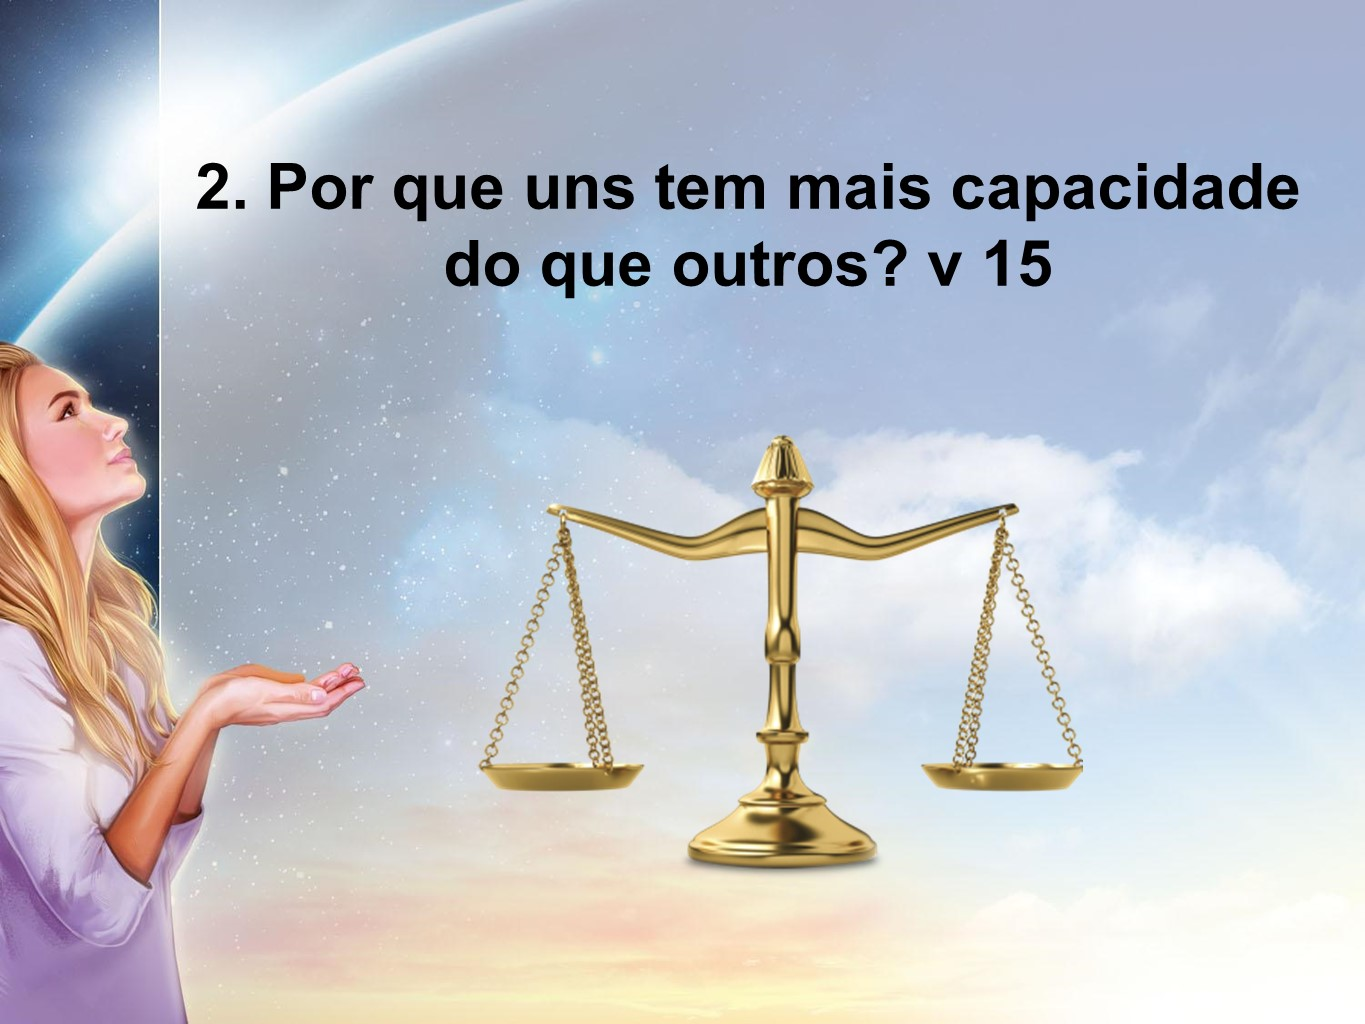 2. Por que uns tem mais capacidade
do que outros? v 15